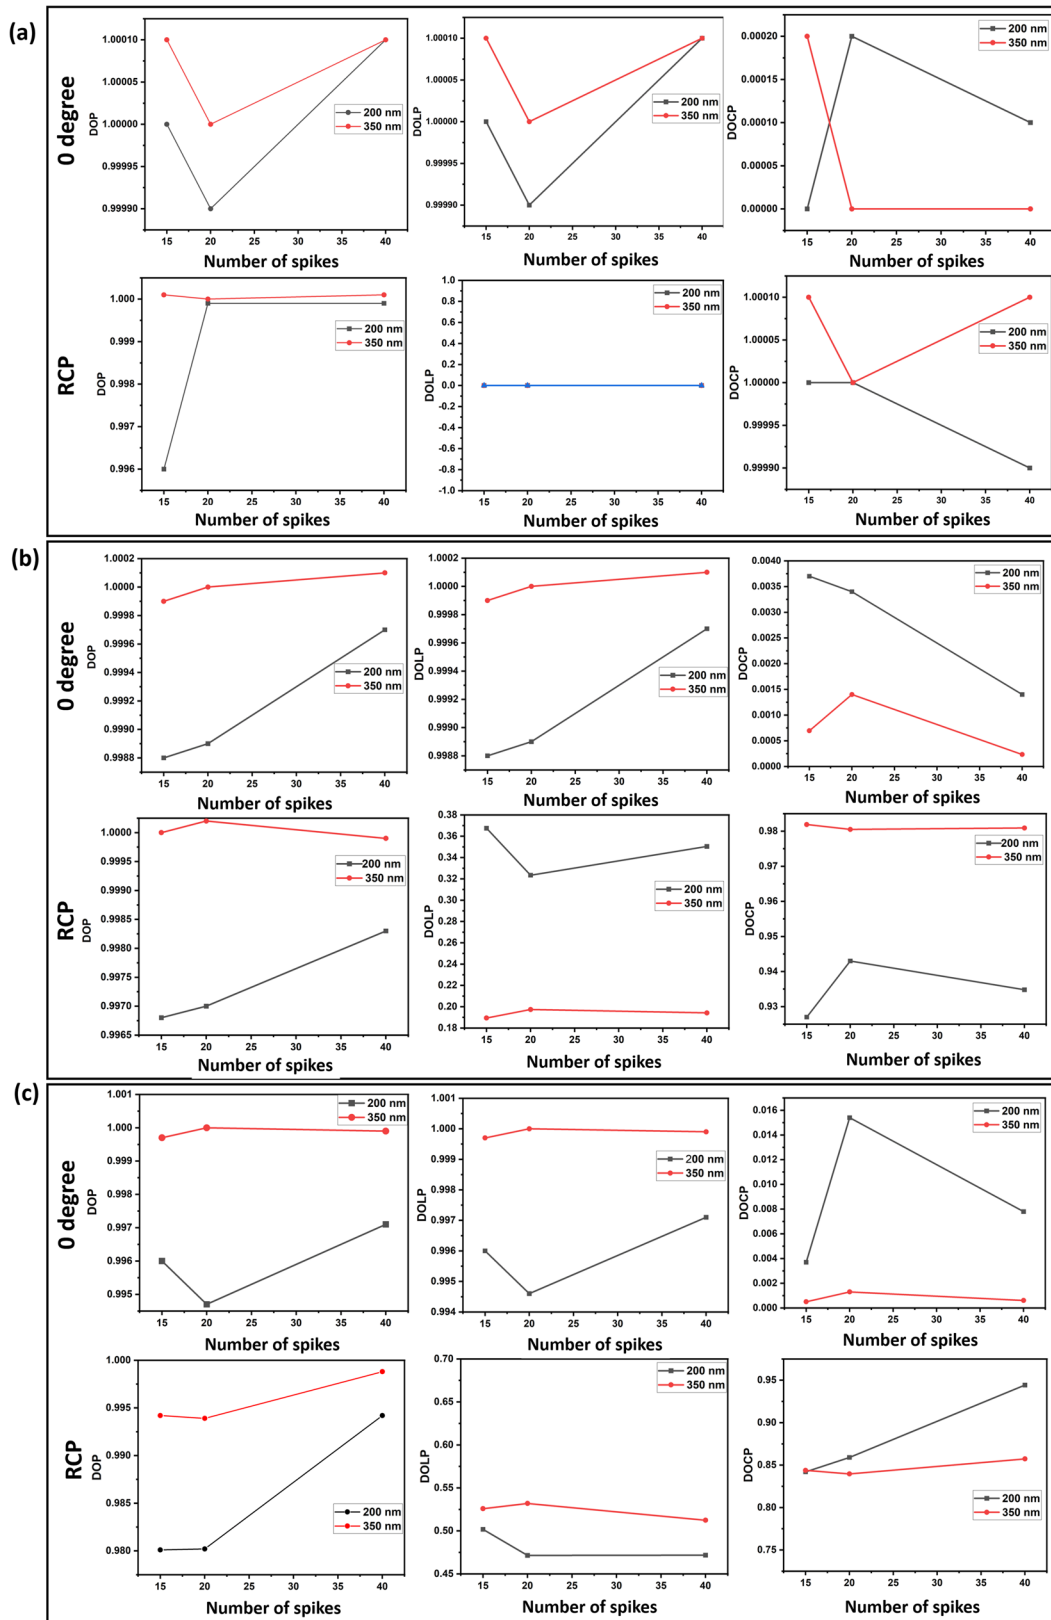 (a)
0 degree
DOP
1.00010
1.00005
1.00000
0.99995
0.99990
15 20 25 30 35 40
Number of spikes
200 nm
350 nm
DOLP
1.00010
1.00005
1.00000
0.99995
0.99990
15 20 25 30 35 40
Number of spikes
200 nm
350 nm
DOCP
0.00020
0.00015
0.00010
0.00005
0.00000
15 20 25 30 35 40
Number of spikes
200 nm
350 nm
RCP
DOP
1.000
0.999
0.998
0.997
0.996
15 20 25 30 35 40
Number of spikes
200 nm
350 nm
DOLP
1.0
0.8
0.6
0.4
0.2
0.0
-0.2
-0.4
-0.6
-0.8
-1.0
15 20 25 30 35 40
Number of spikes
200 nm
350 nm
DOCP
1.00010
1.00005
1.00000
0.99995
0.99990
15 20 25 30 35 40
Number of spikes
200 nm
350 nm
(b)
0 degree
DOP
1.0002
1.0000
0.9998
0.9996
0.9994
0.9992
0.9990
0.9988
15 20 25 30 35 40
Number of spikes
200 nm
350 nm
DOLP
1.0002
1.0000
0.9998
0.9996
0.9994
0.9992
0.9990
0.9988
15 20 25 30 35 40
Number of spikes
200 nm
350 nm
DOCP
0.0040
0.0035
0.0030
0.0025
0.0020
0.0015
0.0010
0.0005
0.0000
15 20 25 30 35 40
Number of spikes
200 nm
350 nm
RCP
DOP
1.0000
0.9995
0.9990
0.9985
0.9980
0.9975
0.9970
0.9965
15 20 25 30 35 40
Number of spikes
200 nm
350 nm
DOLP
0.38
0.36
0.34
0.32
0.30
0.28
0.26
0.24
0.22
0.20
0.18
15 20 25 30 35 40
Number of spikes
200 nm
350 nm
DOCP
0.98
0.97
0.96
0.95
0.94
0.93
15 20 25 30 35 40
Number of spikes
200 nm
350 nm
(c)
0 degree
DOP
1.001
1.000
0.999
0.998
0.997
0.996
0.995
15 20 25 30 35 40
Number of spikes
200 nm
350 nm
DOLP
1.001
1.000
0.999
0.998
0.997
0.996
0.995
0.994
15 20 25 30 35 40
Number of spikes
200 nm
350 nm
DOCP
0.016
0.014
0.012
0.010
0.008
0.006
0.004
0.002
0.000
15 20 25 30 35 40
Number of spikes
200 nm
350 nm
RCP
DOP
1.000
0.995
0.990
0.985
0.980
15 20 25 30 35 40
Number of spikes
200 nm
350 nm
DOLP
0.70
0.65
0.60
0.55
0.50
0.45
15 20 25 30 35 40
Number of spikes
200 nm
350 nm
DOCP
0.95
0.90
0.85
0.80
0.75
15 20 25 30 35 40
Number of spikes
200 nm
350 nm